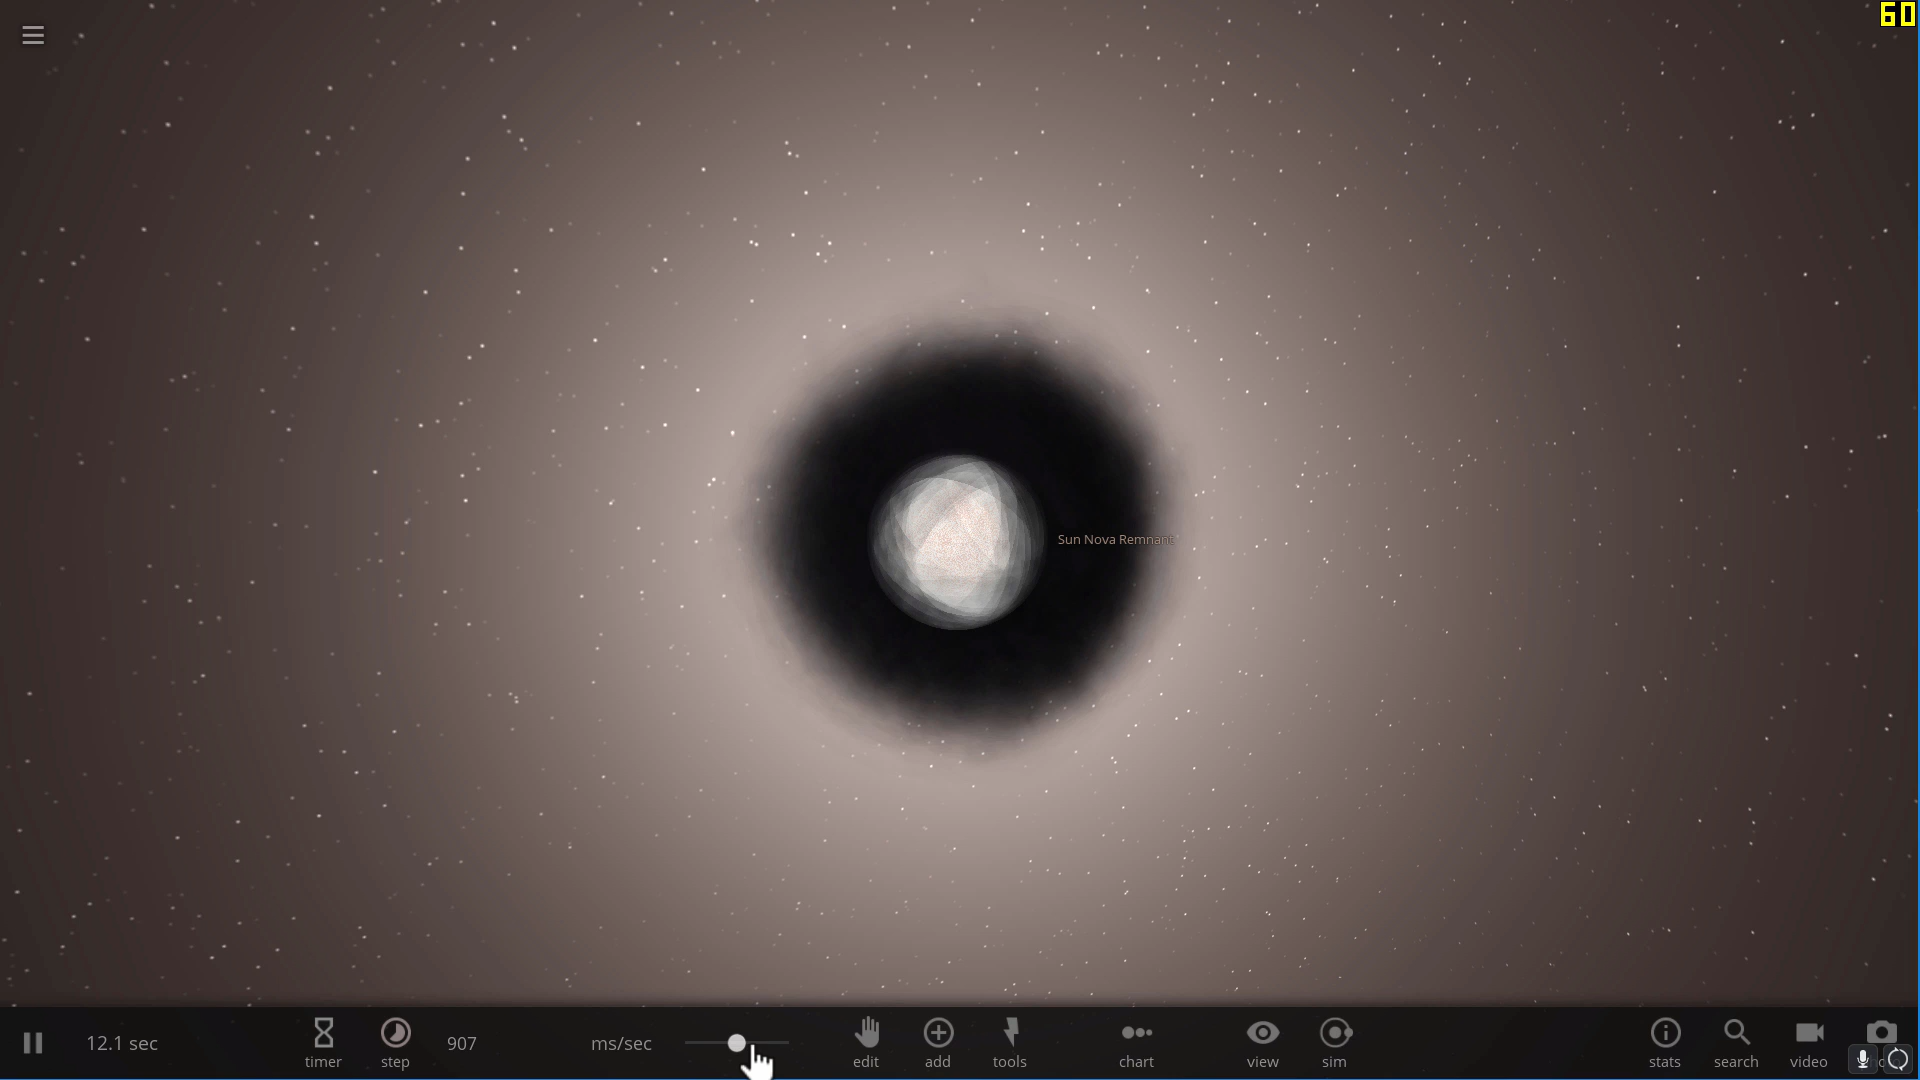 60
Sun Nova Remnant
12.1 sec
timer
step
907
ms/sec
edit
add
tools
chart
view
sim
stats
search
video